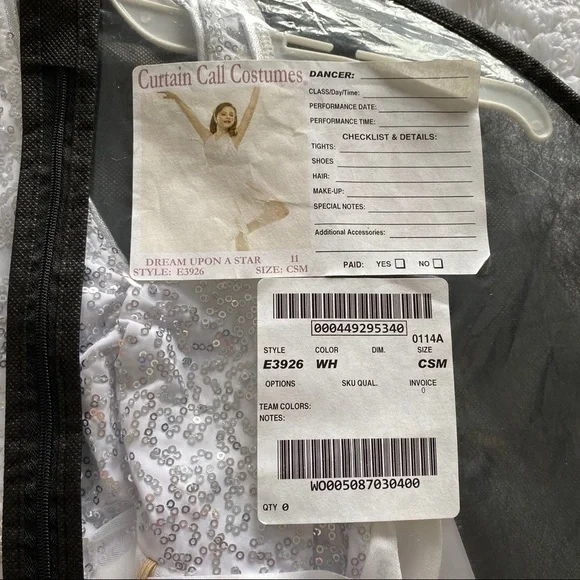 Curtain Call Costumes
DREAM UPON A STAR 11
STYLE: E3926 SIZE: CSM
DANCER:
CLASS/Day/Time:
PERFORMANCE DATE:
PERFORMANCE TIME:
CHECKLIST & DETAILS:
TIGHTS:
SHOES
HAIR:
MAKE-UP:
SPECIAL NOTES:
Additional Accessories:
PAID: YES NO
000449295340
0114A
STYLE COLOR DIM. SIZE
E3926 WH CSM
OPTIONS SKU QUAL. INVOICE
0
TEAM COLORS:
NOTES:
WO005087030400
QTY 0